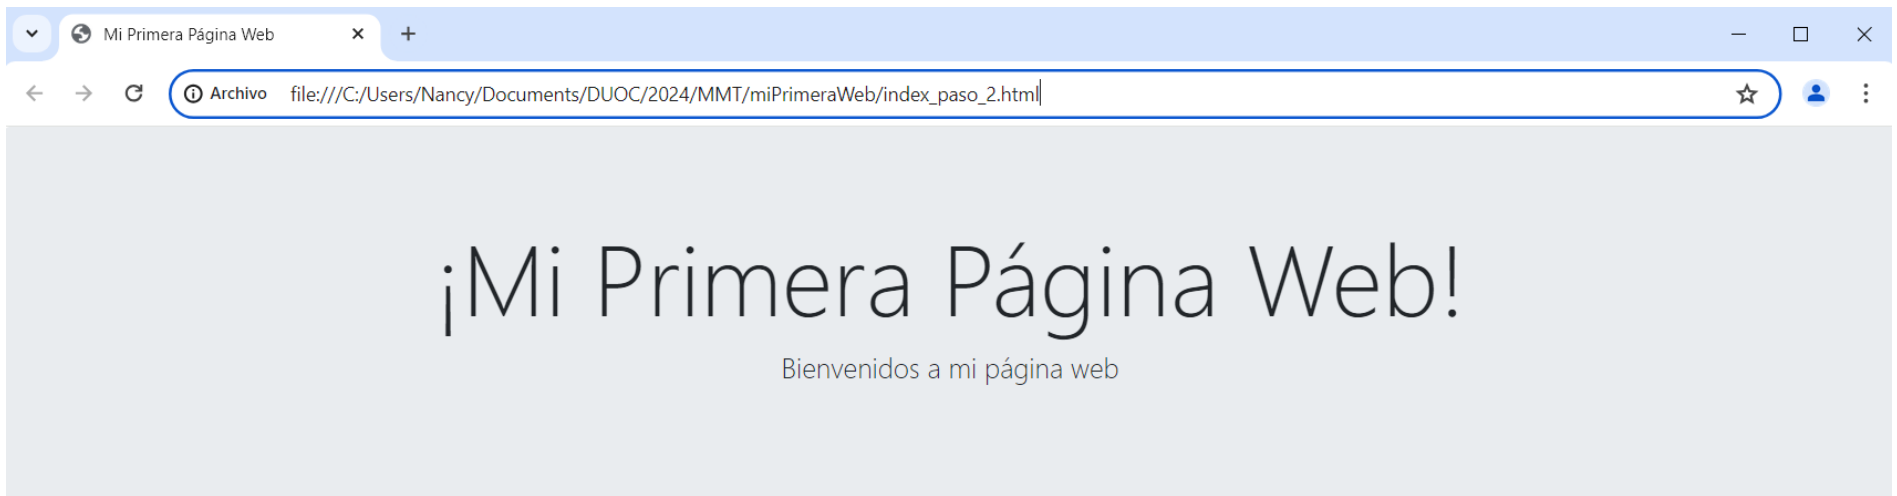 Mi Primera Página Web
Archivo file:///C:/Users/Nancy/Documents/DUOC/2024/MMT/miPrimeraWeb/index_paso_2.html
¡Mi Primera Página Web!
Bienvenidos a mi página web